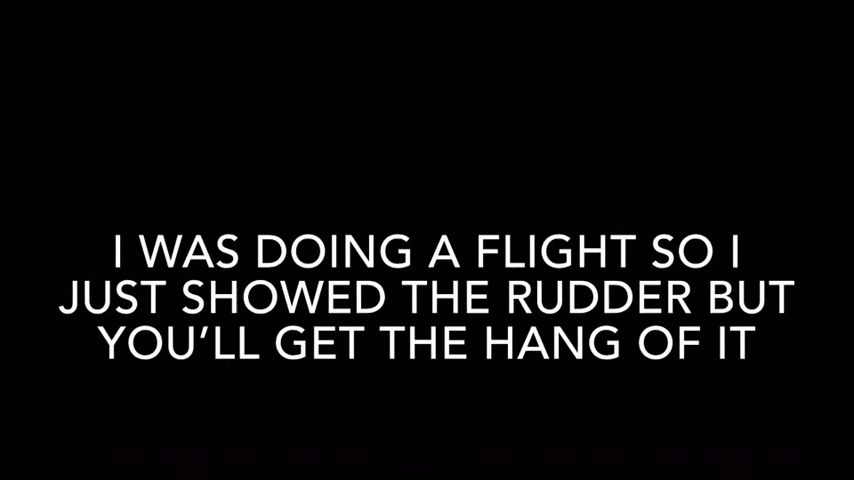 I WAS DOING A FLIGHT SO I
JUST SHOWED THE RUDDER BUT
YOU’LL GET THE HANG OF IT